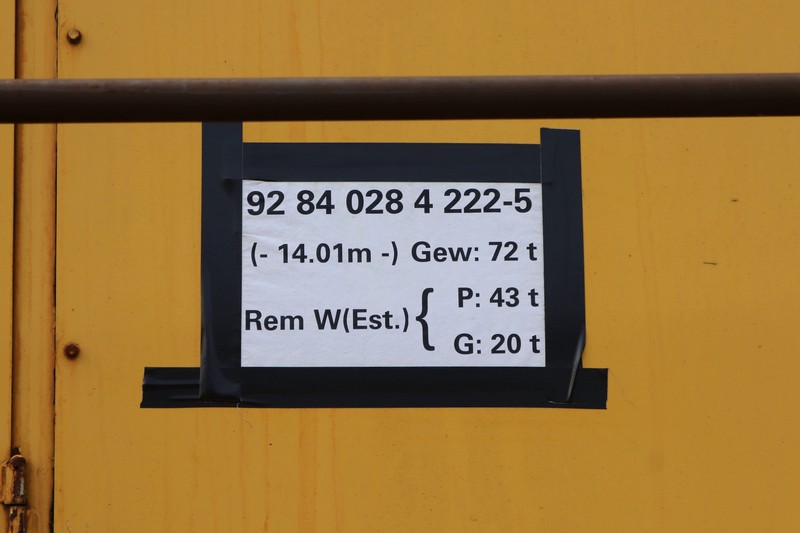 92 84 028 4 222-5
(- 14.01m -) Gew: 72 t
Rem W(Est.) { P: 43 t
G: 20 t